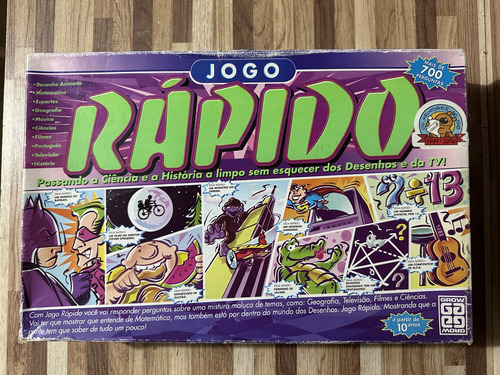 JOGO
RÁPIDO
MAIS DE
700
PERGUNTAS
• Desenho Animado
• Matemática
• Esportes
• Geografia
• Música
• Ciências
• Filmes
• Português
• Televisão
• História
Passando a Ciência e a História a limpo sem esquecer dos Desenhos e da TV!
? ÷ 13
Com Jogo Rápido você vai responder perguntas sobre uma mistura maluca de temas, como: Geografia, Televisão, Filmes e Ciências.
Vai ter que mostrar que entende de Matemática, mas também está por dentro do mundo dos Desenhos. Jogo Rápido. Mostrando que a
gente tem que saber de tudo um pouco!
a partir de
10 anos
GROW